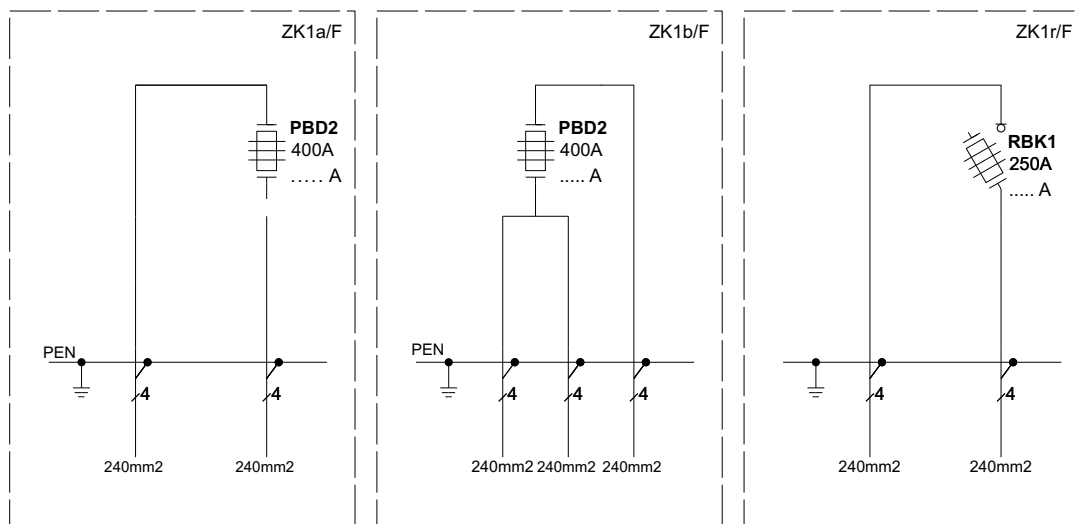 ZK1a/F
PBD2
400A
..... A
PEN
4
4
240mm2
240mm2
ZK1b/F
PBD2
400A
..... A
PEN
4
4
4
240mm2
240mm2
240mm2
ZK1r/F
RBK1
250A
..... A
4
4
240mm2
240mm2